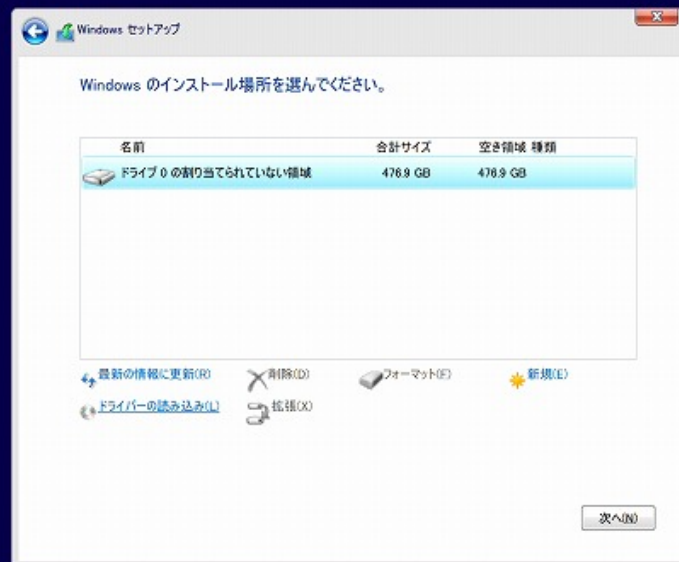 Windows セットアップ
Windows のインストール場所を選んでください。
名前 合計サイズ 空き領域 種類
ドライブ 0 の割り当てられていない領域 476.9 GB 476.9 GB
最新の情報に更新(R) 削除(D) フォーマット(F) 新規(E)
ドライバーの読み込み(L) 拡張(X)
次へ(N)